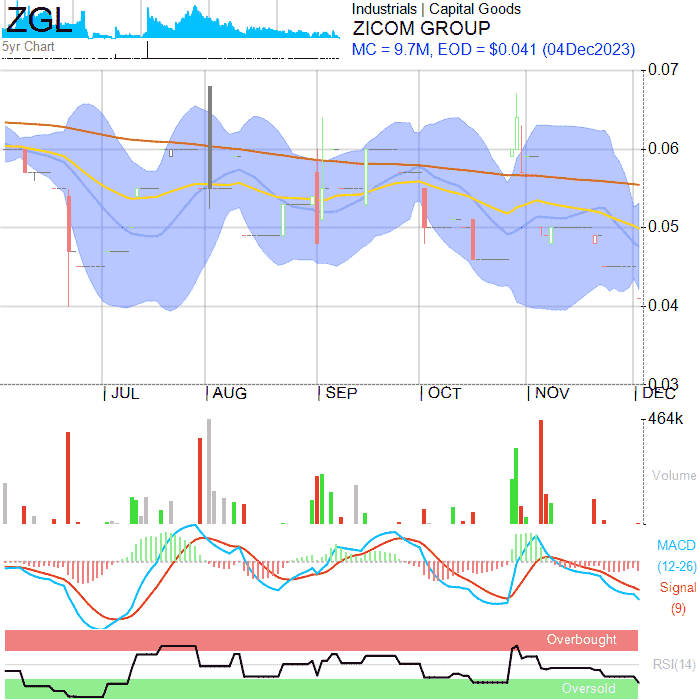 ZGL
5yr Chart
Industrials | Capital Goods
ZICOM GROUP
MC = 9.7M, EOD = $0.041 (04Dec2023)
0.07
0.06
0.05
0.04
0.03
JUL AUG SEP OCT NOV DEC
464k
Volume
MACD
(12-26)
Signal
(9)
Overbought
RSI(14)
Oversold